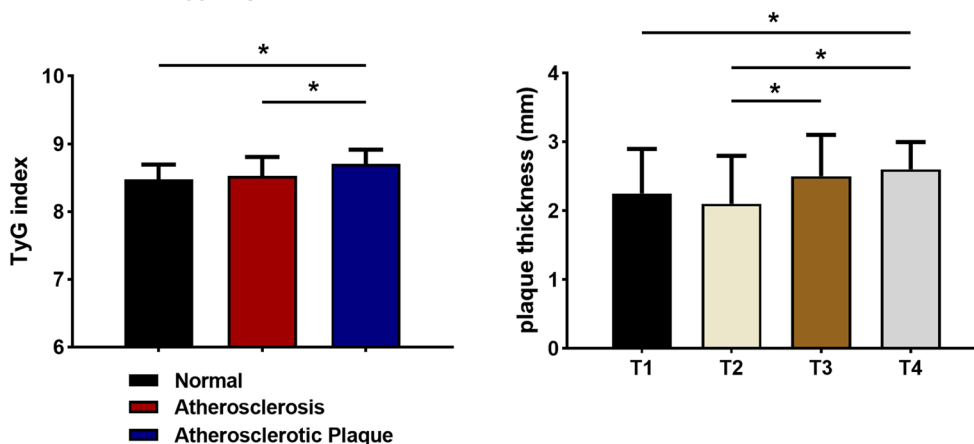 *
*
10
9
8
7
6
TyG index
Normal
Atherosclerosis
Atherosclerotic Plaque
*
*
*
4
3
2
1
0
plaque thickness (mm)
T1 T2 T3 T4